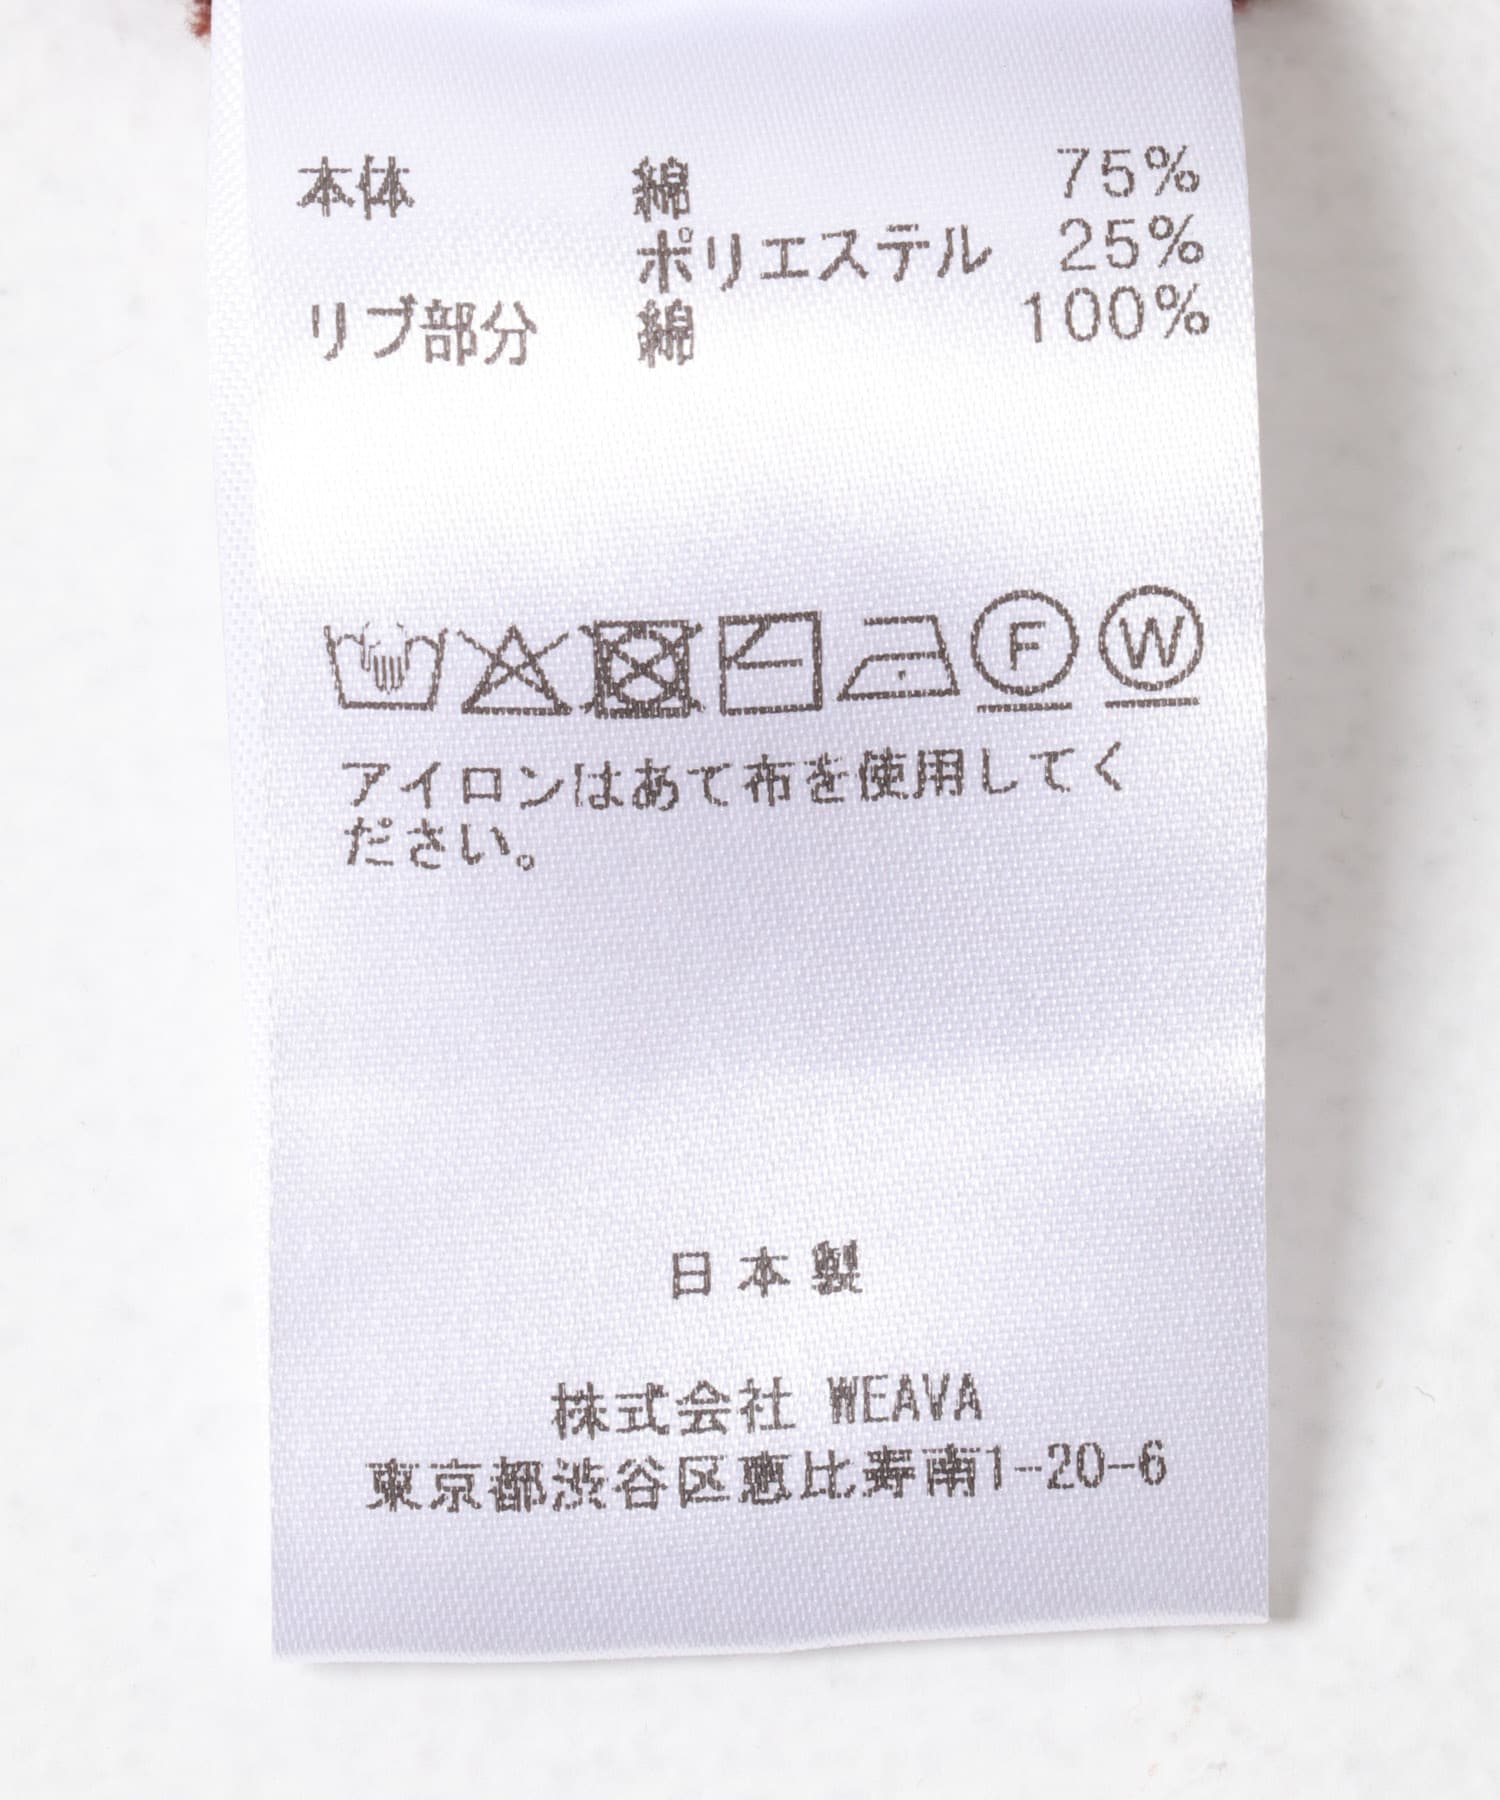 本体 綿 75%
ポリエステル 25%
リブ部分 綿 100%
F W
アイロンはあて布を使用してく
ださい。
日本製
株式会社 WEAVA
東京都渋谷区恵比寿南1-20-6